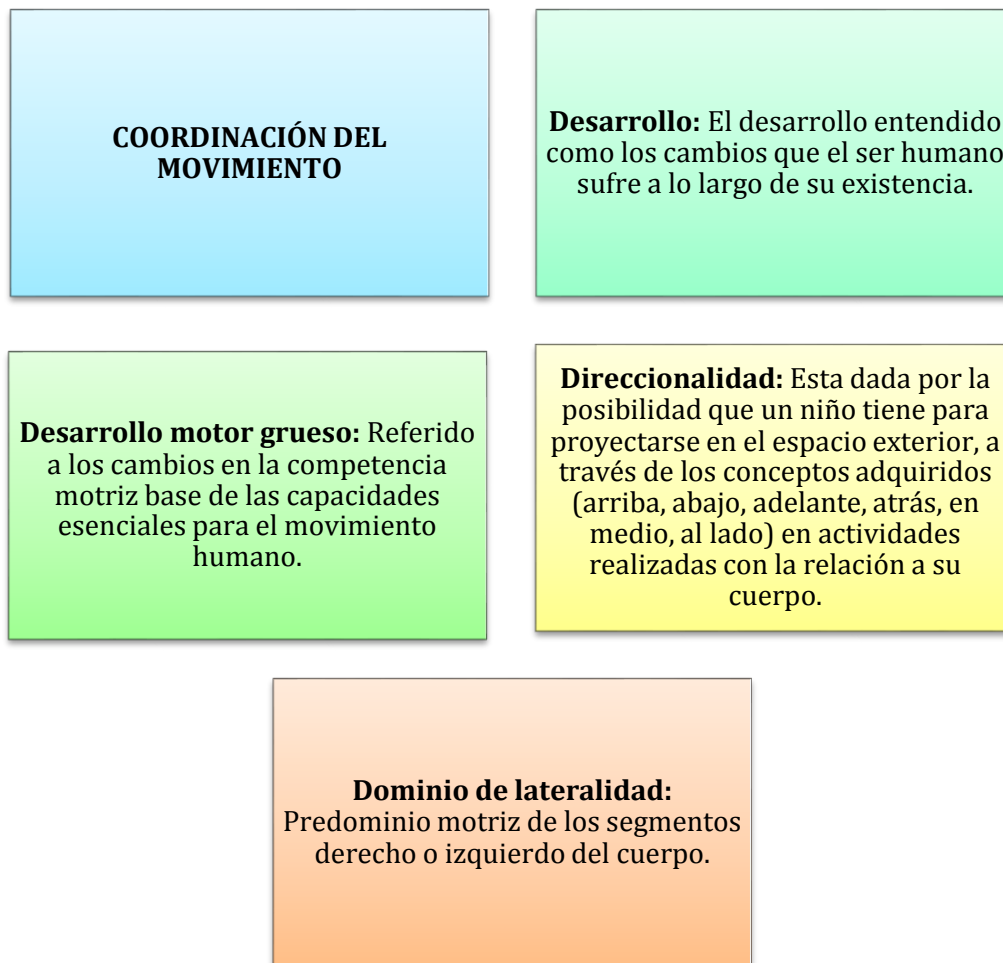 COORDINACIÓN DEL
MOVIMIENTO
Desarrollo: El desarrollo entendido
como los cambios que el ser humano
sufre a lo largo de su existencia.
Desarrollo motor grueso: Referido
a los cambios en la competencia
motriz base de las capacidades
esenciales para el movimiento
humano.
Direccionalidad: Esta dada por la
posibilidad que un niño tiene para
proyectarse en el espacio exterior, a
través de los conceptos adquiridos
(arriba, abajo, adelante, atrás, en
medio, al lado) en actividades
realizadas con la relación a su
cuerpo.
Dominio de lateralidad:
Predominio motriz de los segmentos
derecho o izquierdo del cuerpo.